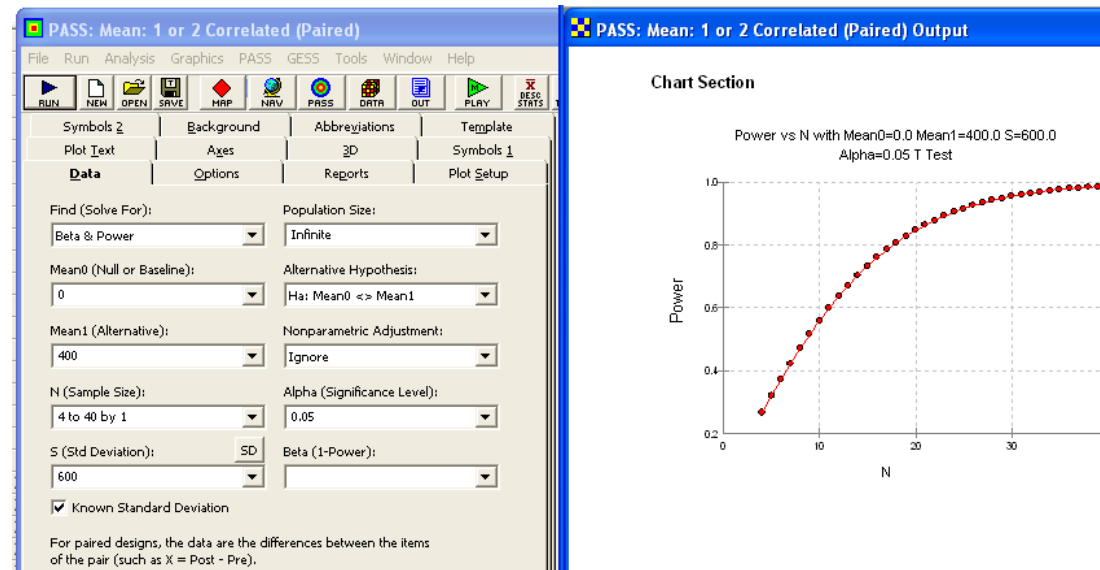 PASS: Mean: 1 or 2 Correlated (Paired)
File Run Analysis Graphics PASS GESS Tools Window Help
RUN NEW OPEN SAVE MAP NAV PASS DATA OUT PLAY DESC STATS
Symbols 2 Background Abbreviations Template
Plot Text Axes 3D Symbols 1
Data Options Reports Plot Setup
Find (Solve For): Population Size:
Beta & Power Infinite
Mean0 (Null or Baseline): Alternative Hypothesis:
0 Ha: Mean0 <> Mean1
Mean1 (Alternative): Nonparametric Adjustment:
400 Ignore
N (Sample Size): Alpha (Significance Level):
4 to 40 by 1 0.05
S (Std Deviation): SD Beta (1-Power):
600
Known Standard Deviation
For paired designs, the data are the differences between the items
of the pair (such as X = Post - Pre).
PASS: Mean: 1 or 2 Correlated (Paired) Output
Chart Section
Power vs N with Mean0=0.0 Mean1=400.0 S=600.0
Alpha=0.05 T Test
1.0
0.8
0.6
0.4
0.2
Power
0 10 20 30
N